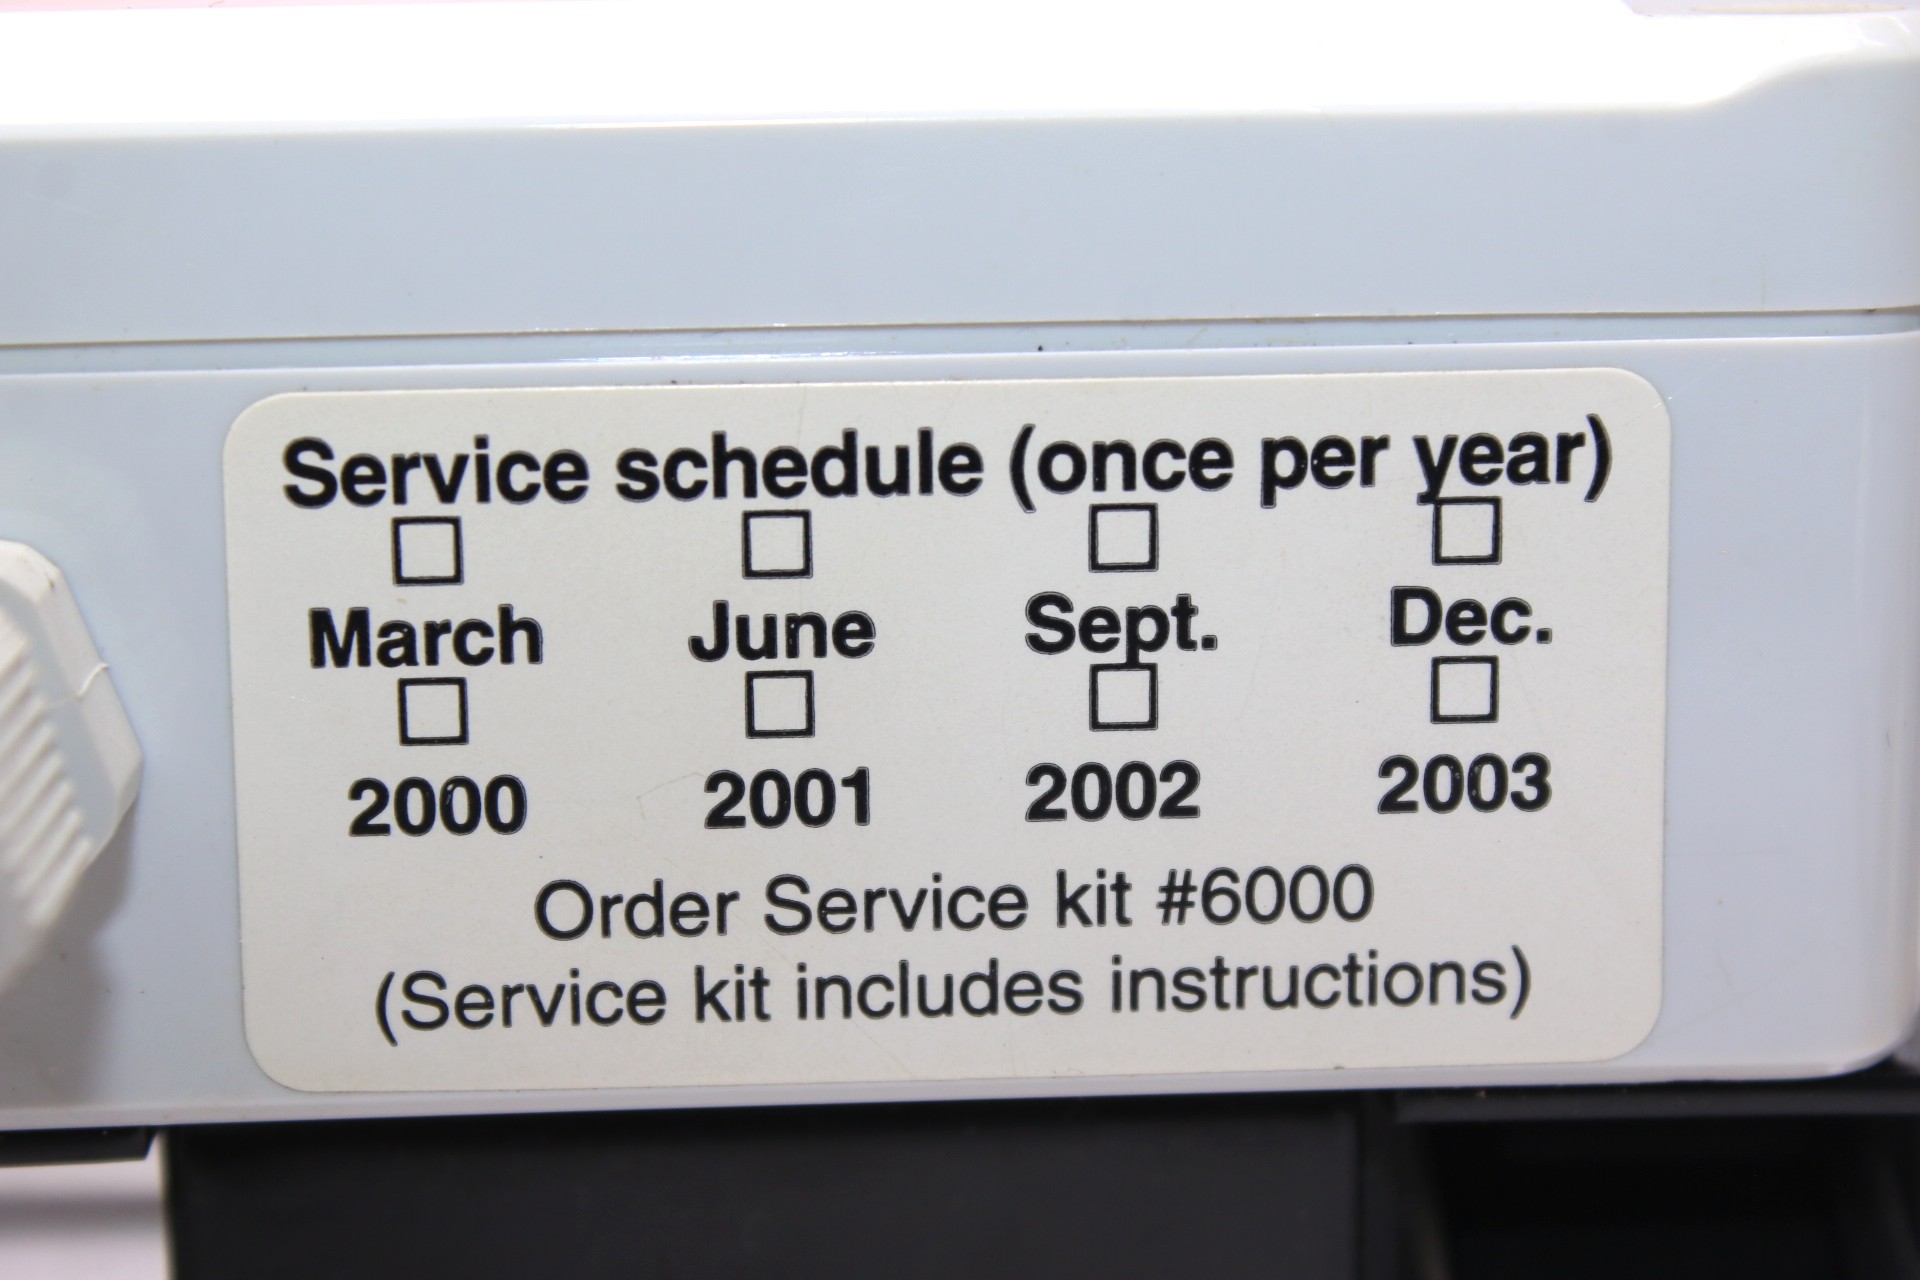 Service schedule (once per year)
☐ ☐ ☐ ☐
March June Sept. Dec.
☐ ☐ ☐ ☐
2000 2001 2002 2003
Order Service kit #6000
(Service kit includes instructions)